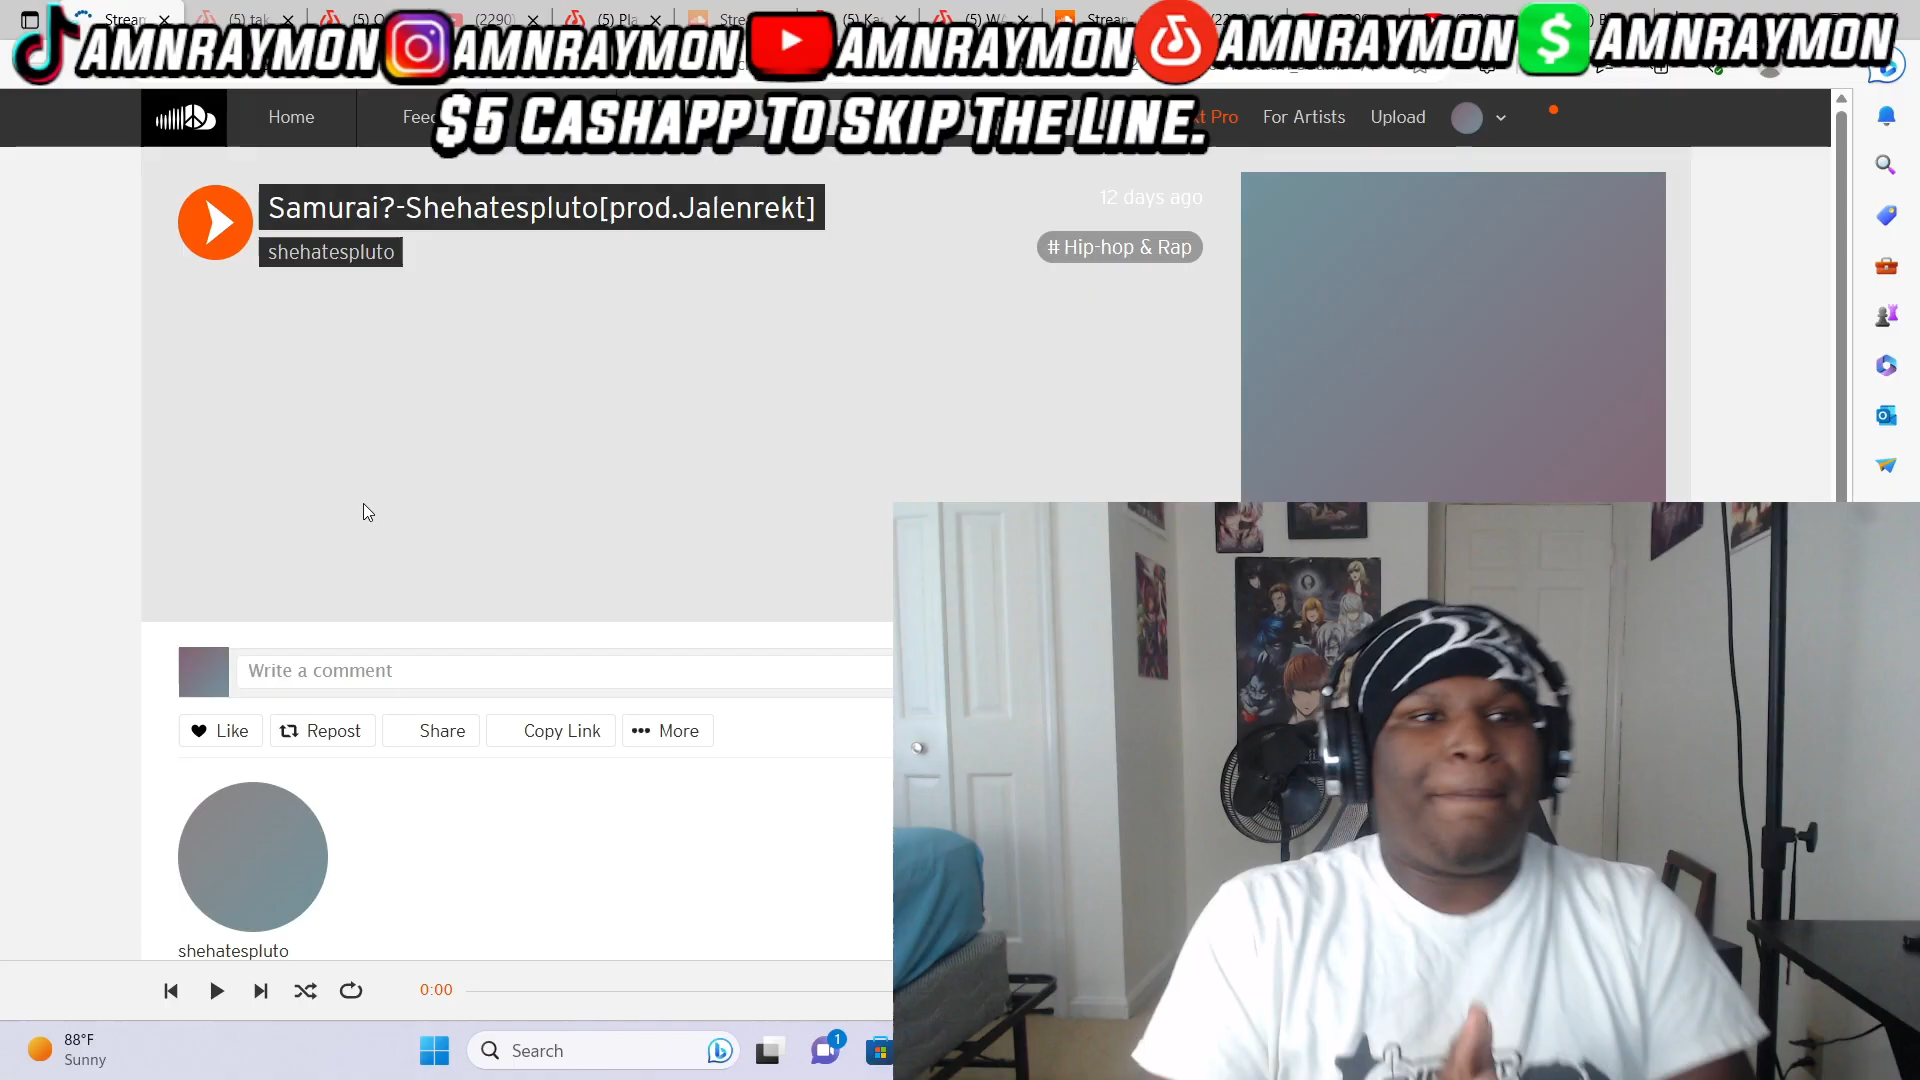 AMNRAYMON AMNRAYMON AMNRAYMON AMNRAYMON AMNRAYMON
$5 CASHAPP TO SKIP THE LINE.
Home
Pro For Artists Upload
Samurai?-Shehatespluto[prod.Jalenrekt]
shehatespluto
12 days ago
# Hip-hop & Rap
Write a comment
Like Repost Share Copy Link More
shehatespluto
0:00
88°F
Sunny
Search
1